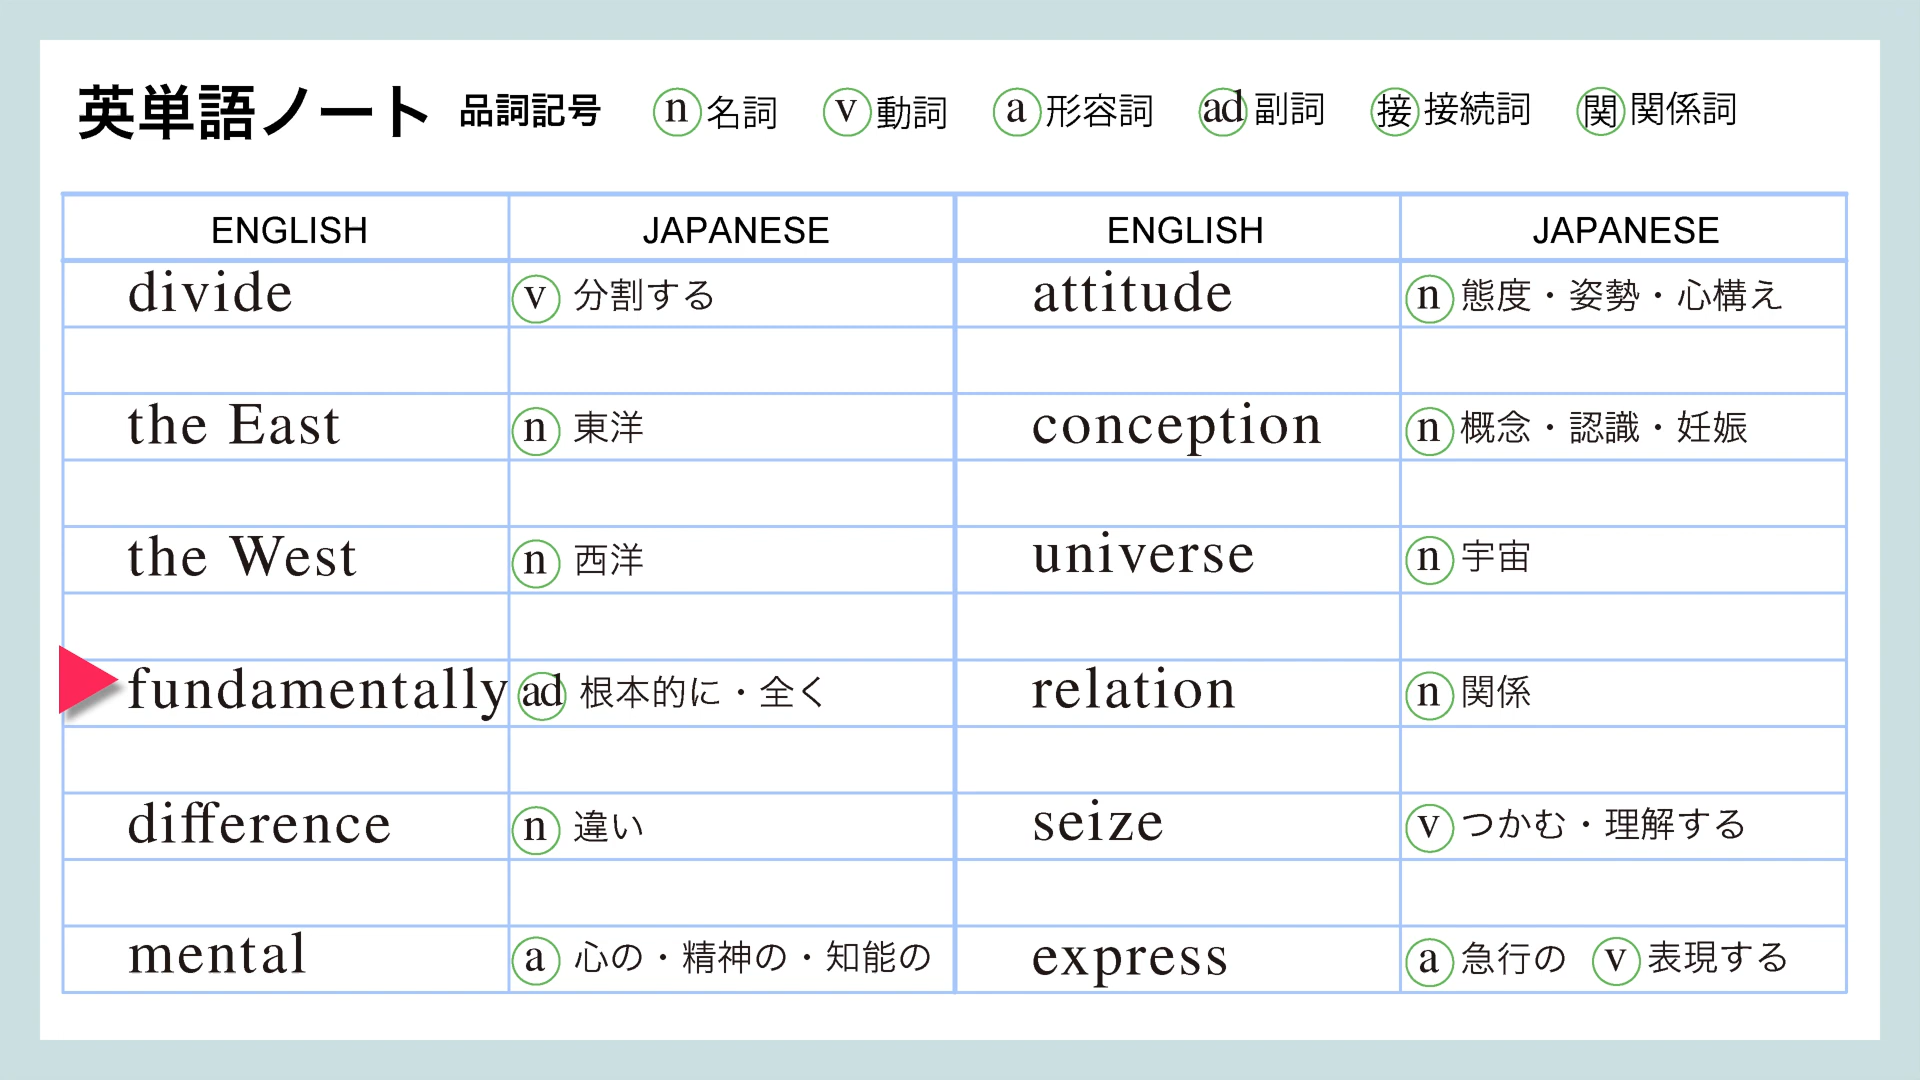 英単語ノート 品詞記号 n 名詞 v 動詞 a 形容詞 ad 副詞 接 接続詞 関 関係詞
ENGLISH JAPANESE ENGLISH JAPANESE
divide v 分割する attitude n 態度・姿勢・心構え
the East n 東洋 conception n 概念・認識・妊娠
the West n 西洋 universe n 宇宙
fundamentally ad 根本的に・全く relation n 関係
difference n 違い seize v つかむ・理解する
mental a 心の・精神の・知能の express a 急行の v 表現する